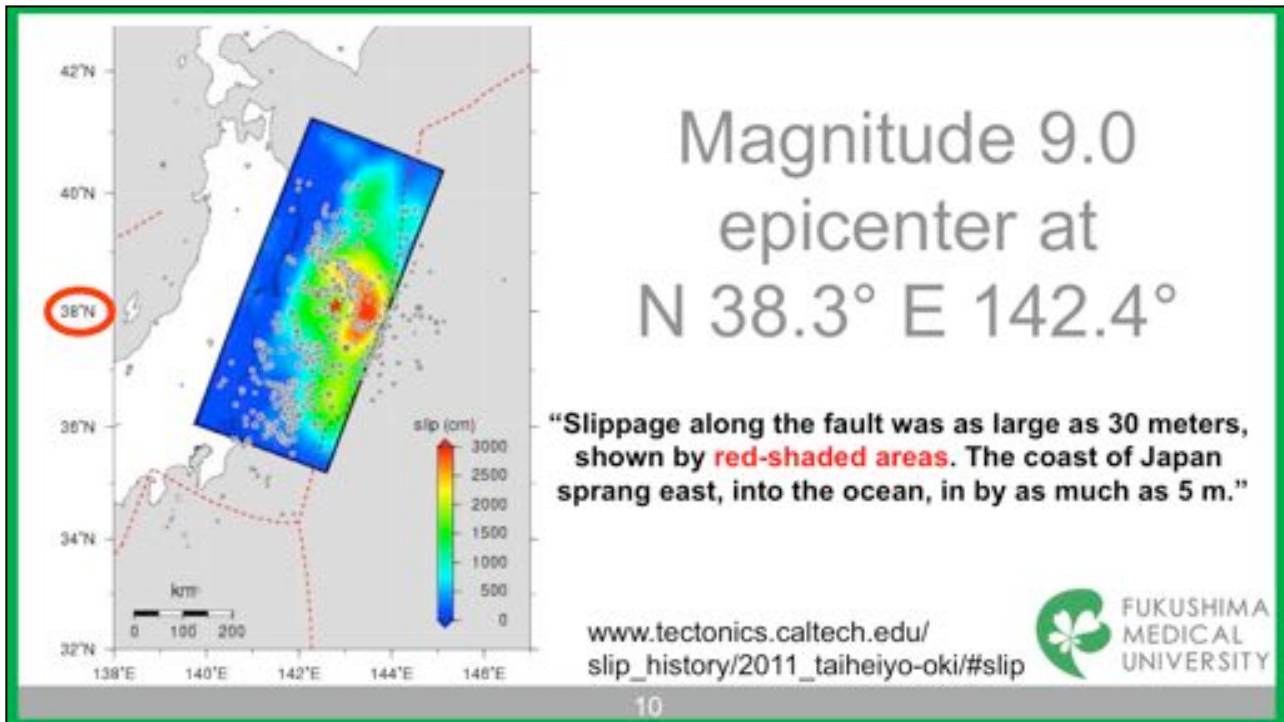 42°N
40°N
38°N
36°N
34°N
32°N
138°E 140°E 142°E 144°E 146°E
km
0 100 200
slip (cm)
3000
2500
2000
1500
1000
500
0
Magnitude 9.0
epicenter at
N 38.3° E 142.4°
“Slippage along the fault was as large as 30 meters,
shown by red-shaded areas. The coast of Japan
sprang east, into the ocean, in by as much as 5 m.”
www.tectonics.caltech.edu/
slip_history/2011_taiheiyo-oki/#slip
FUKUSHIMA
MEDICAL
UNIVERSITY
10